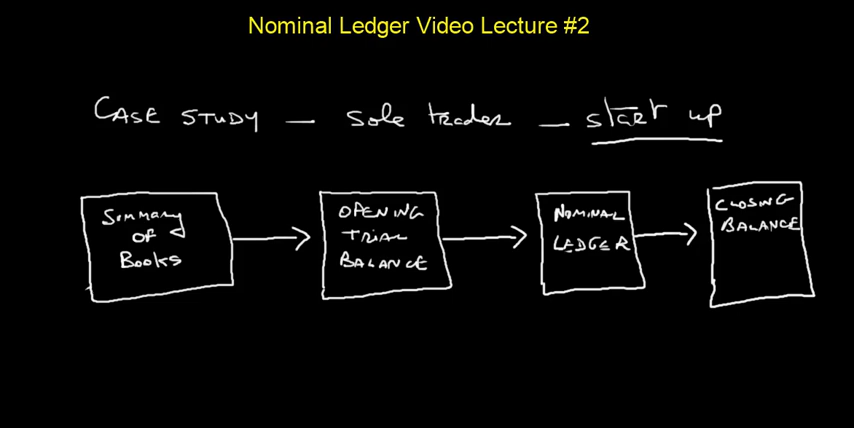 Nominal Ledger Video Lecture #2
CASE STUDY — Sole trader — start up
Summary
OF
Books
OPENING
TRIAL
BALANCE
NOMINAL
LEDGER
CLOSING
BALANCE